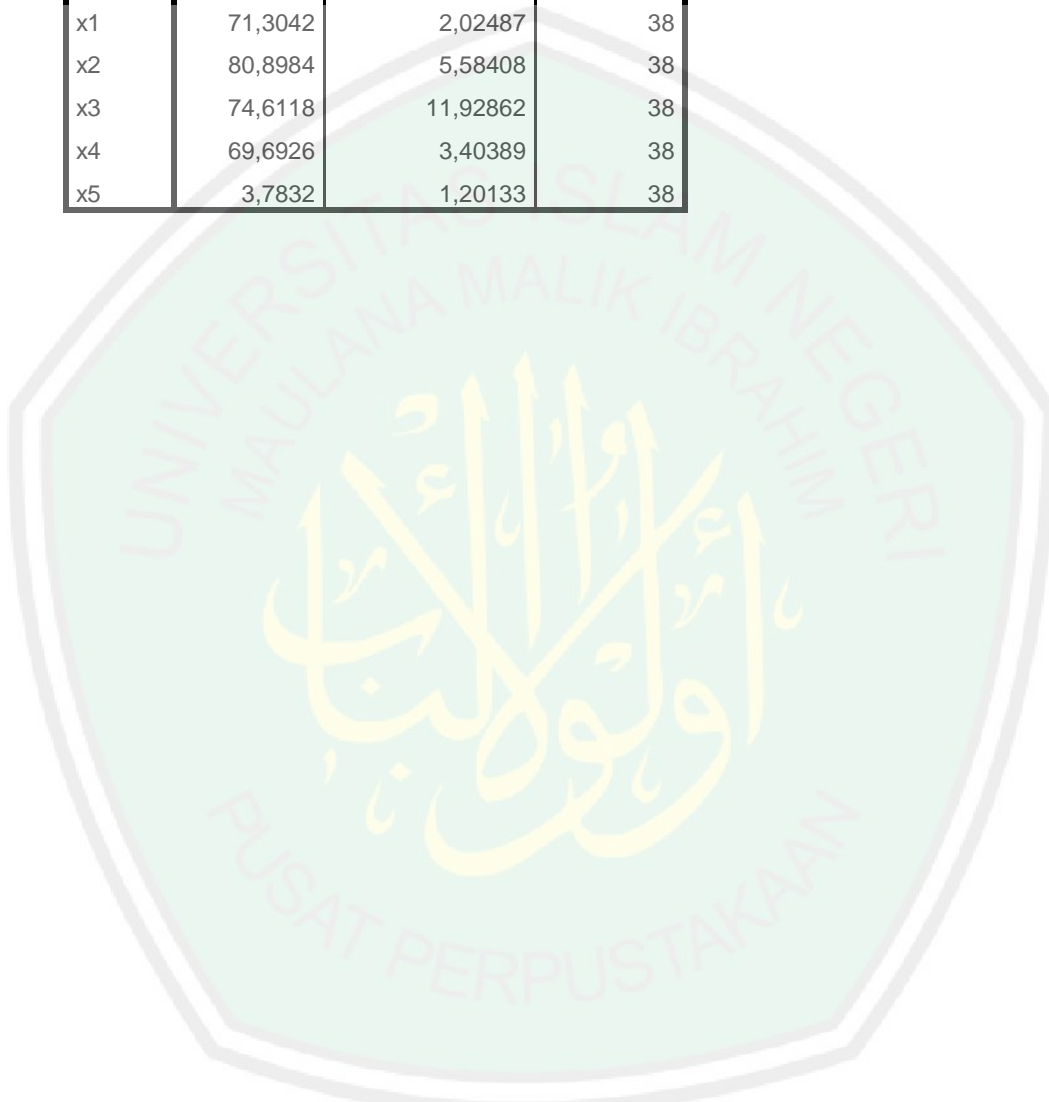 x1 71,3042 2,02487 38
x2 80,8984 5,58408 38
x3 74,6118 11,92862 38
x4 69,6926 3,40389 38
x5 3,7832 1,20133 38
UNIVERSITAS ISLAM NEGERI
MAULANA MALIK IBRAHIM
أولوا الألباب
PUSAT PERPUSTAKAAN